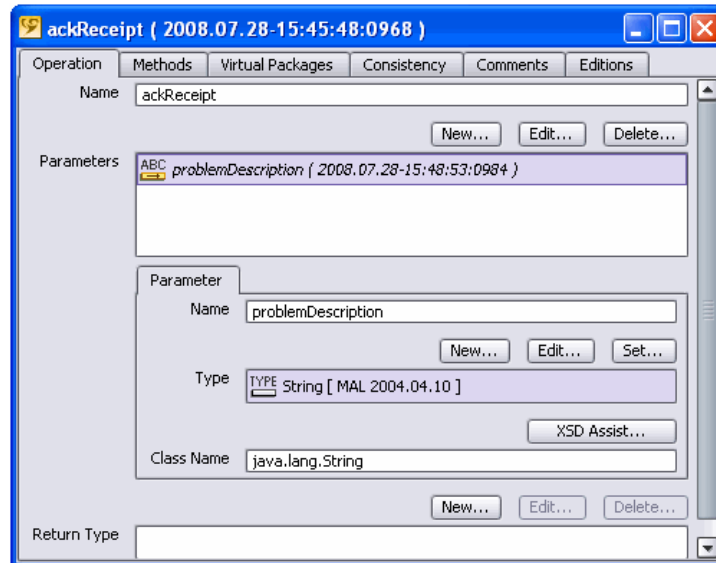 ackReceipt ( 2008.07.28-15:45:48:0968 )
Operation Methods Virtual Packages Consistency Comments Editions
Name ackReceipt
New... Edit... Delete...
Parameters ABC problemDescription ( 2008.07.28-15:48:53:0984 )
Parameter
Name problemDescription
New... Edit... Set...
Type TYPE String [ MAL 2004.04.10 ]
XSD Assist...
Class Name java.lang.String
New... Edit... Delete...
Return Type